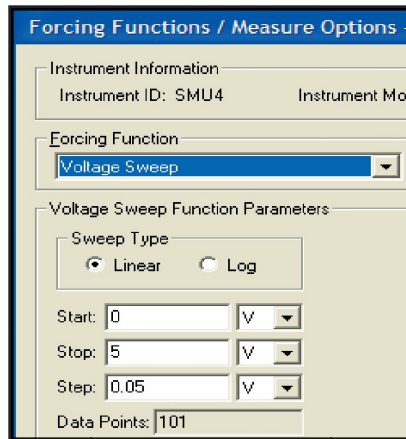 Forcing Functions / Measure Options -
Instrument Information
Instrument ID: SMU4 Instrument Mo
Forcing Function
Voltage Sweep
Voltage Sweep Function Parameters
Sweep Type
Linear Log
Start: 0 V
Stop: 5 V
Step: 0.05 V
Data Points: 101